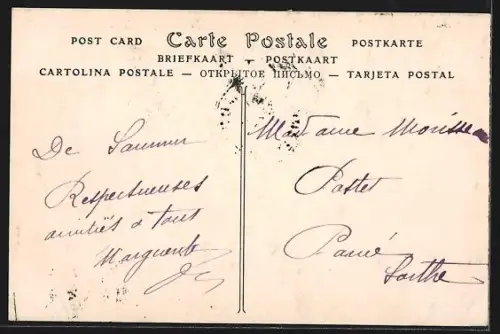 POST CARD Carte Postale POSTKARTE
BRIEFKAART POSTKAART
CARTOLINA POSTALE — ОТКРЫТОЕ ПИСЬМО — TARJETA POSTAL
De Saumur
Respectueuses
amitiés à tous
Marguerite
Madame
Sarthe